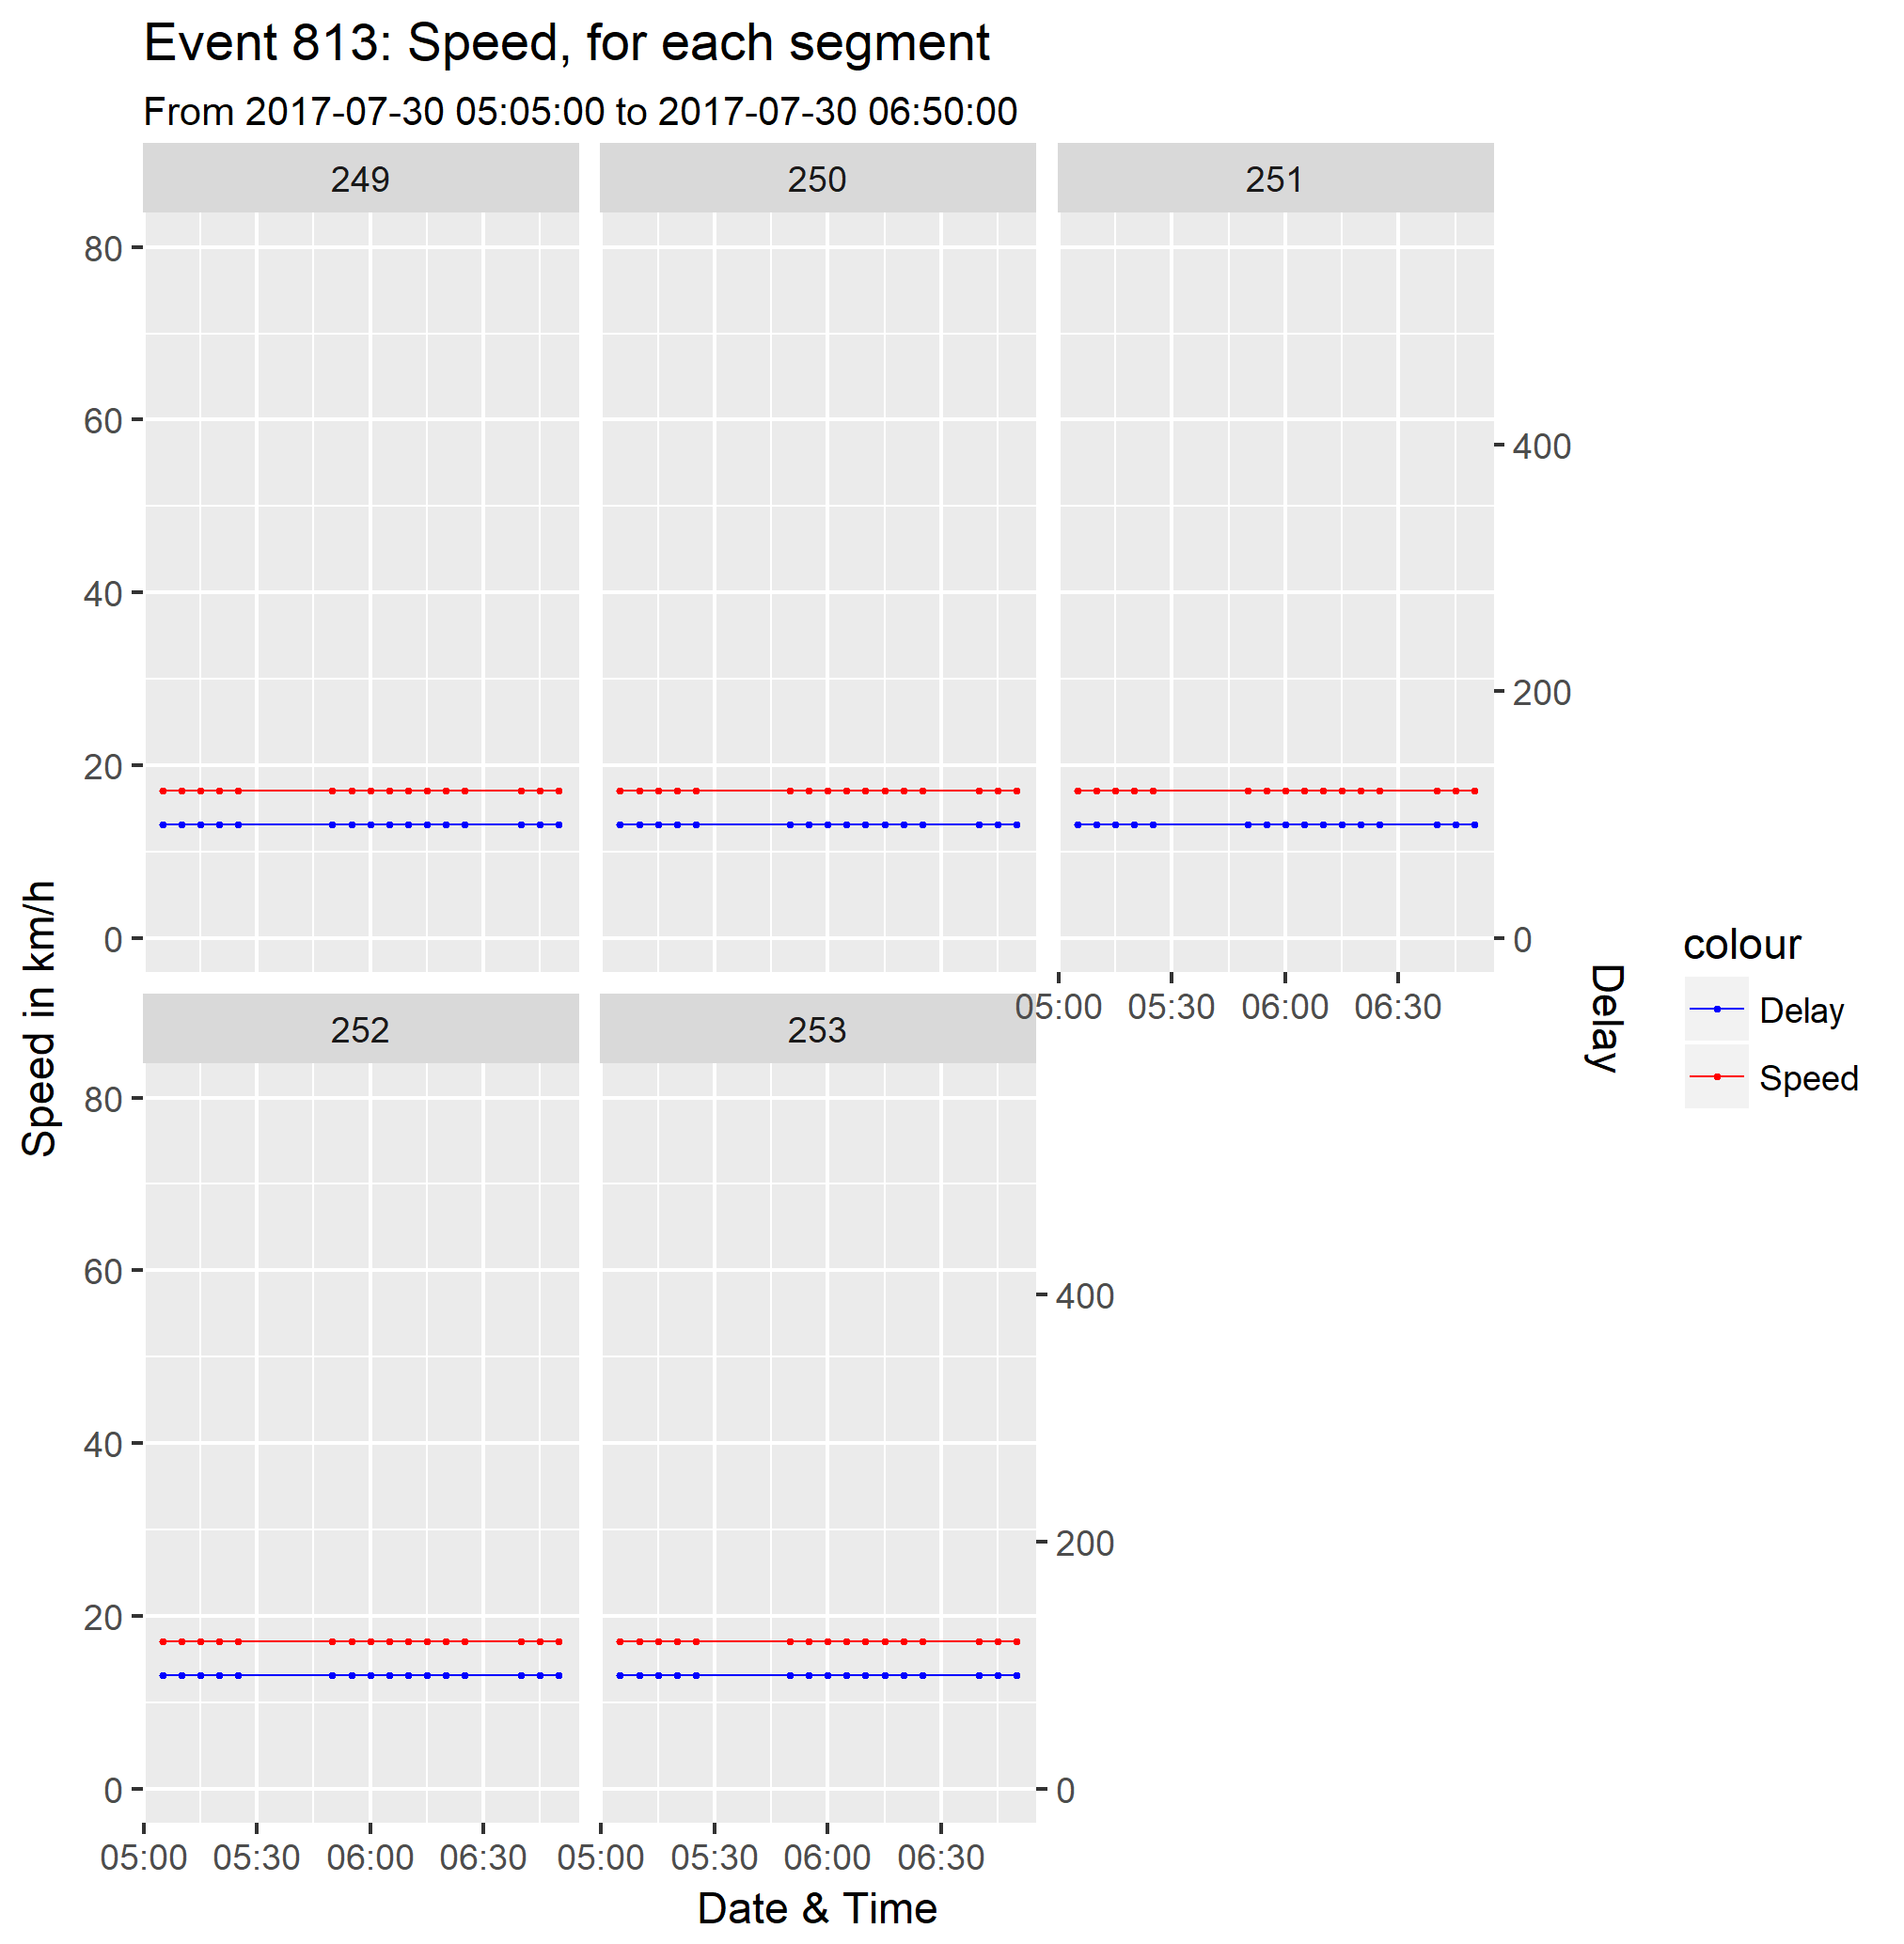 Event 813: Speed, for each segment
From 2017-07-30 05:05:00 to 2017-07-30 06:50:00
249 250 251
80
60
40
20
0
400
200
0
05:00 05:30 06:00 06:30
252 253
80
60
40
20
0
400
200
0
05:00 05:30 06:00 06:30 05:00 05:30 06:00 06:30
Date & Time
Speed in km/h
Delay
colour
Delay
Speed